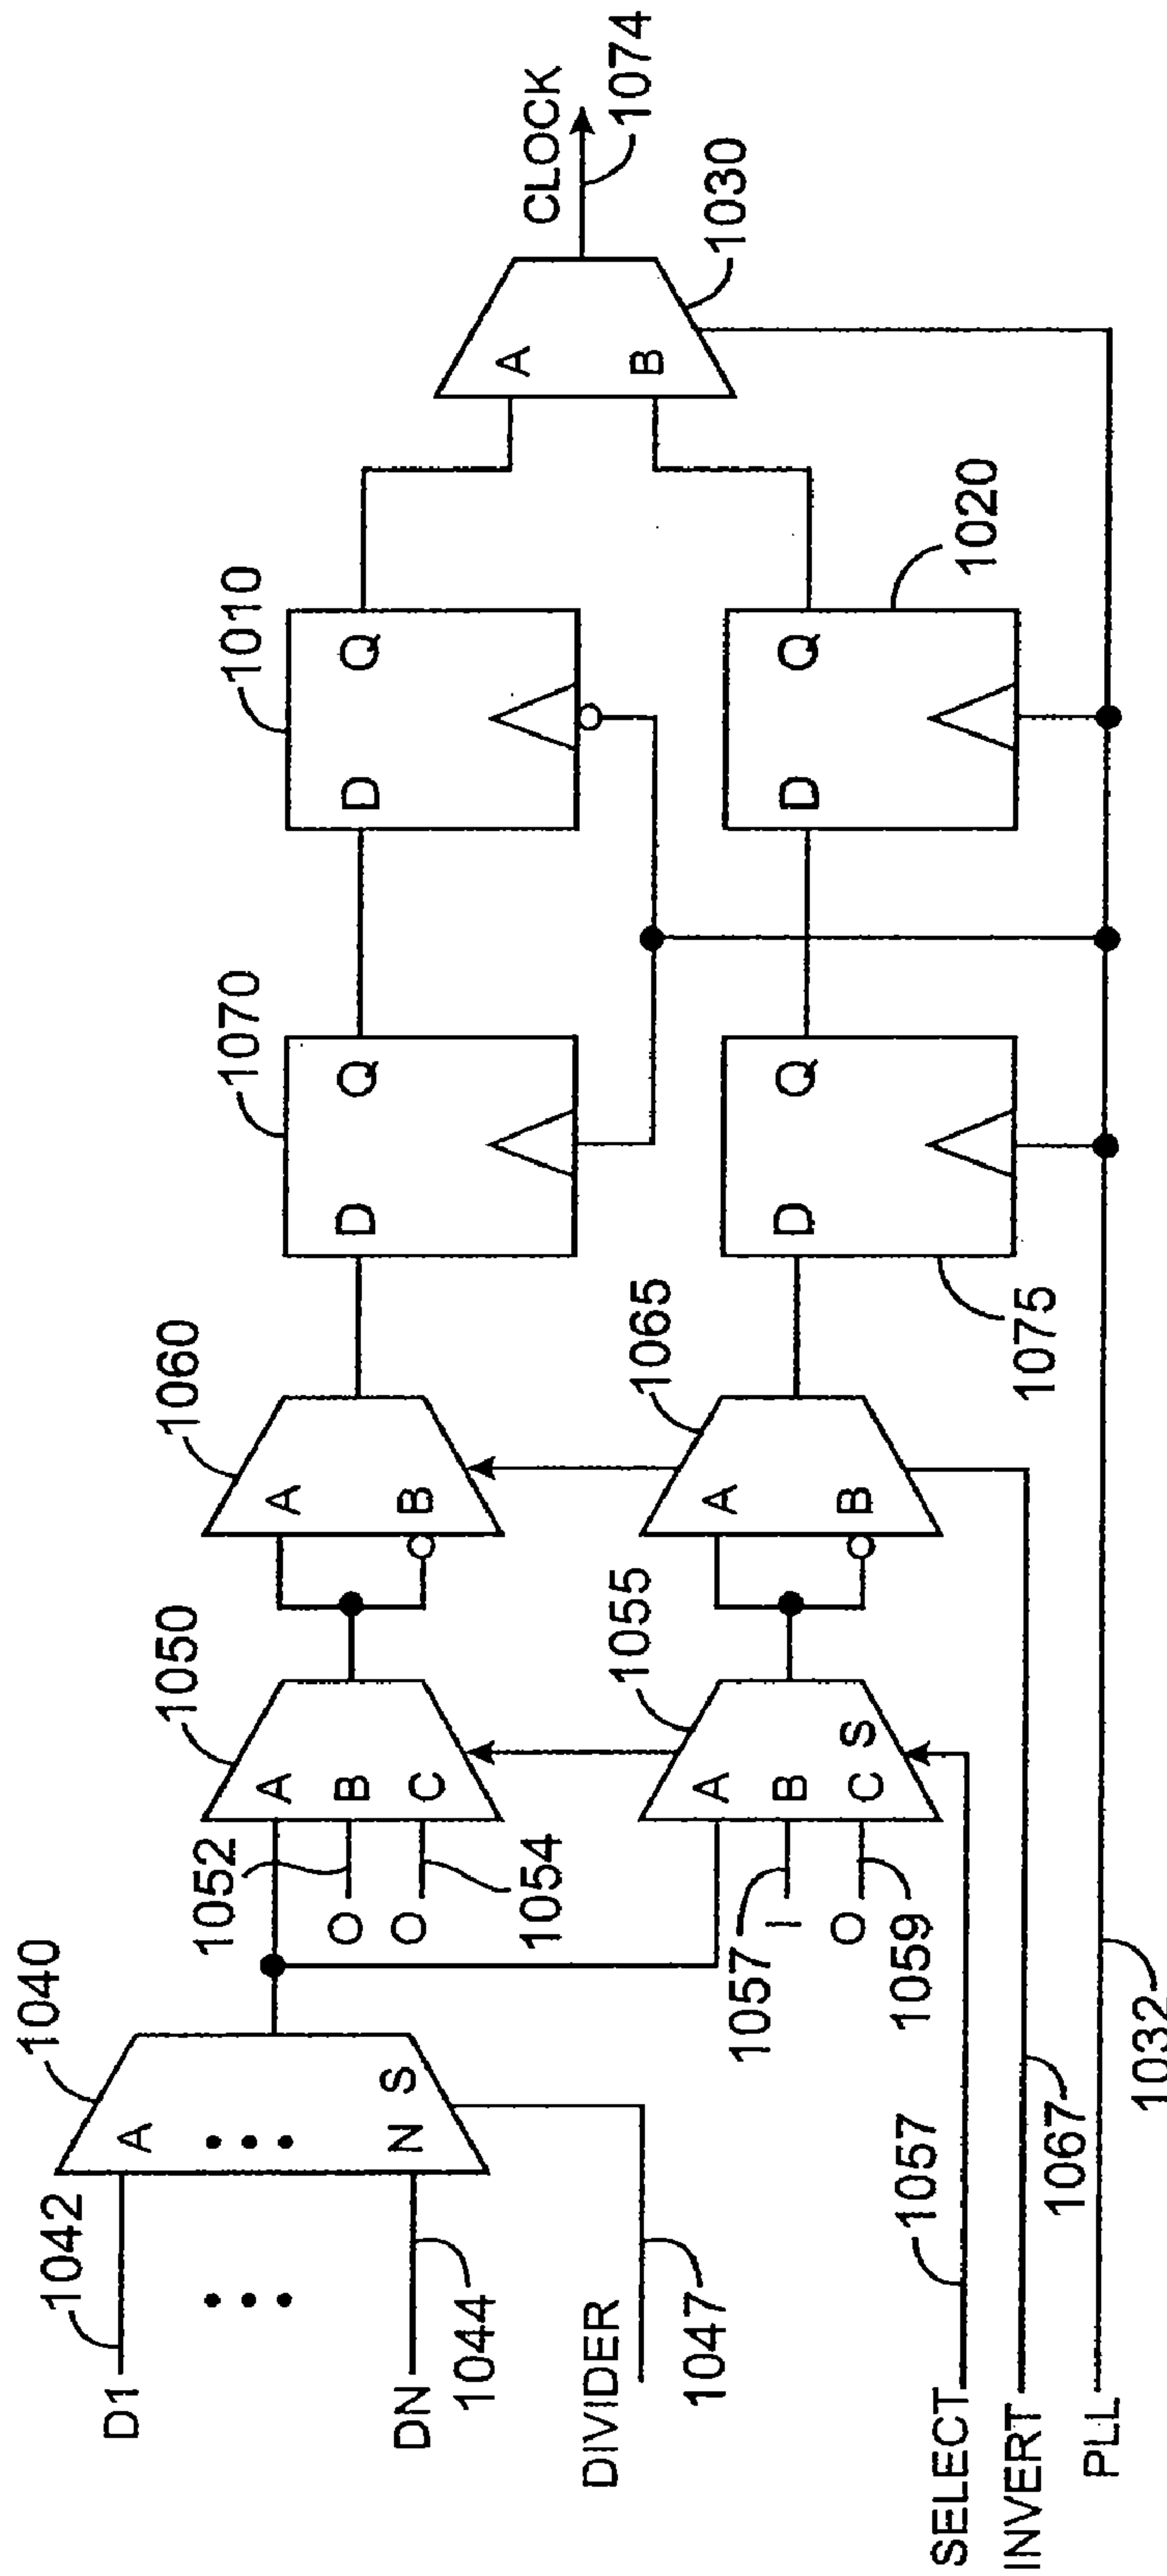 D1
1042
DN
1044
DIVIDER
1047
SELECT
1057
INVERT
1067
PLL
1032
1040
A
N
S
1050
A
B
C
1052
O
O
1054
1055
A
B
C
S
1057
I
O
1059
1060
A
B
1065
A
B
1070
D
Q
1075
D
Q
1010
D
Q
1020
D
Q
A
B
1030
CLOCK
1074